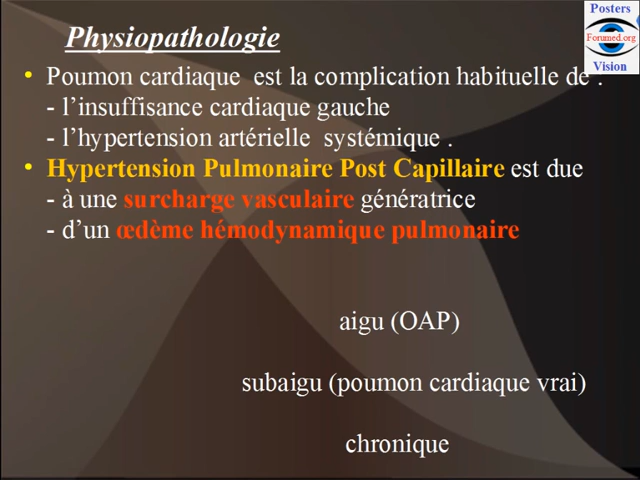 Posters
Forumed.org
Vision
Physiopathologie
• Poumon cardiaque est la complication habituelle de :
- l’insuffisance cardiaque gauche
- l’hypertension artérielle systémique .
• Hypertension Pulmonaire Post Capillaire est due
- à une surcharge vasculaire génératrice
- d’un œdème hémodynamique pulmonaire
aigu (OAP)
subaigu (poumon cardiaque vrai)
chronique